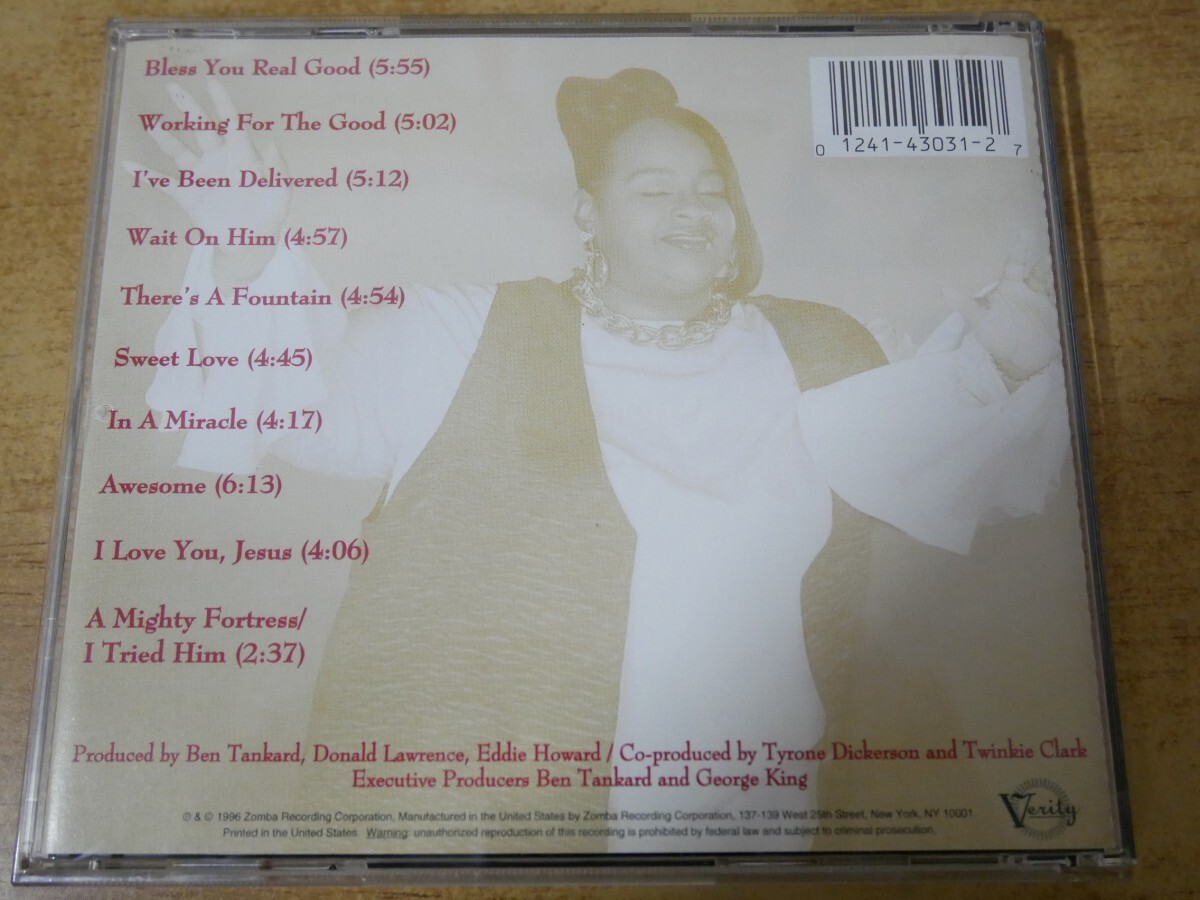 Bless You Real Good (5:55)
Working For The Good (5:02)
I've Been Delivered (5:12)
Wait On Him (4:57)
There's A Fountain (4:54)
Sweet Love (4:45)
In A Miracle (4:17)
Awesome (6:13)
I Love You, Jesus (4:06)
A Mighty Fortress/
I Tried Him (2:37)
0 1241-43031-2 7
Produced by Ben Tankard, Donald Lawrence, Eddie Howard / Co-produced by Tyrone Dickerson and Twinkie Clark
Executive Producers Ben Tankard and George King
℗ & © 1996 Zomba Recording Corporation, Manufactured in the United States by Zomba Recording Corporation, 137-139 West 25th Street, New York, NY 10001.
Printed in the United States. Warning: unauthorized reproduction of this recording is prohibited by federal law and subject to criminal prosecution.
Verity